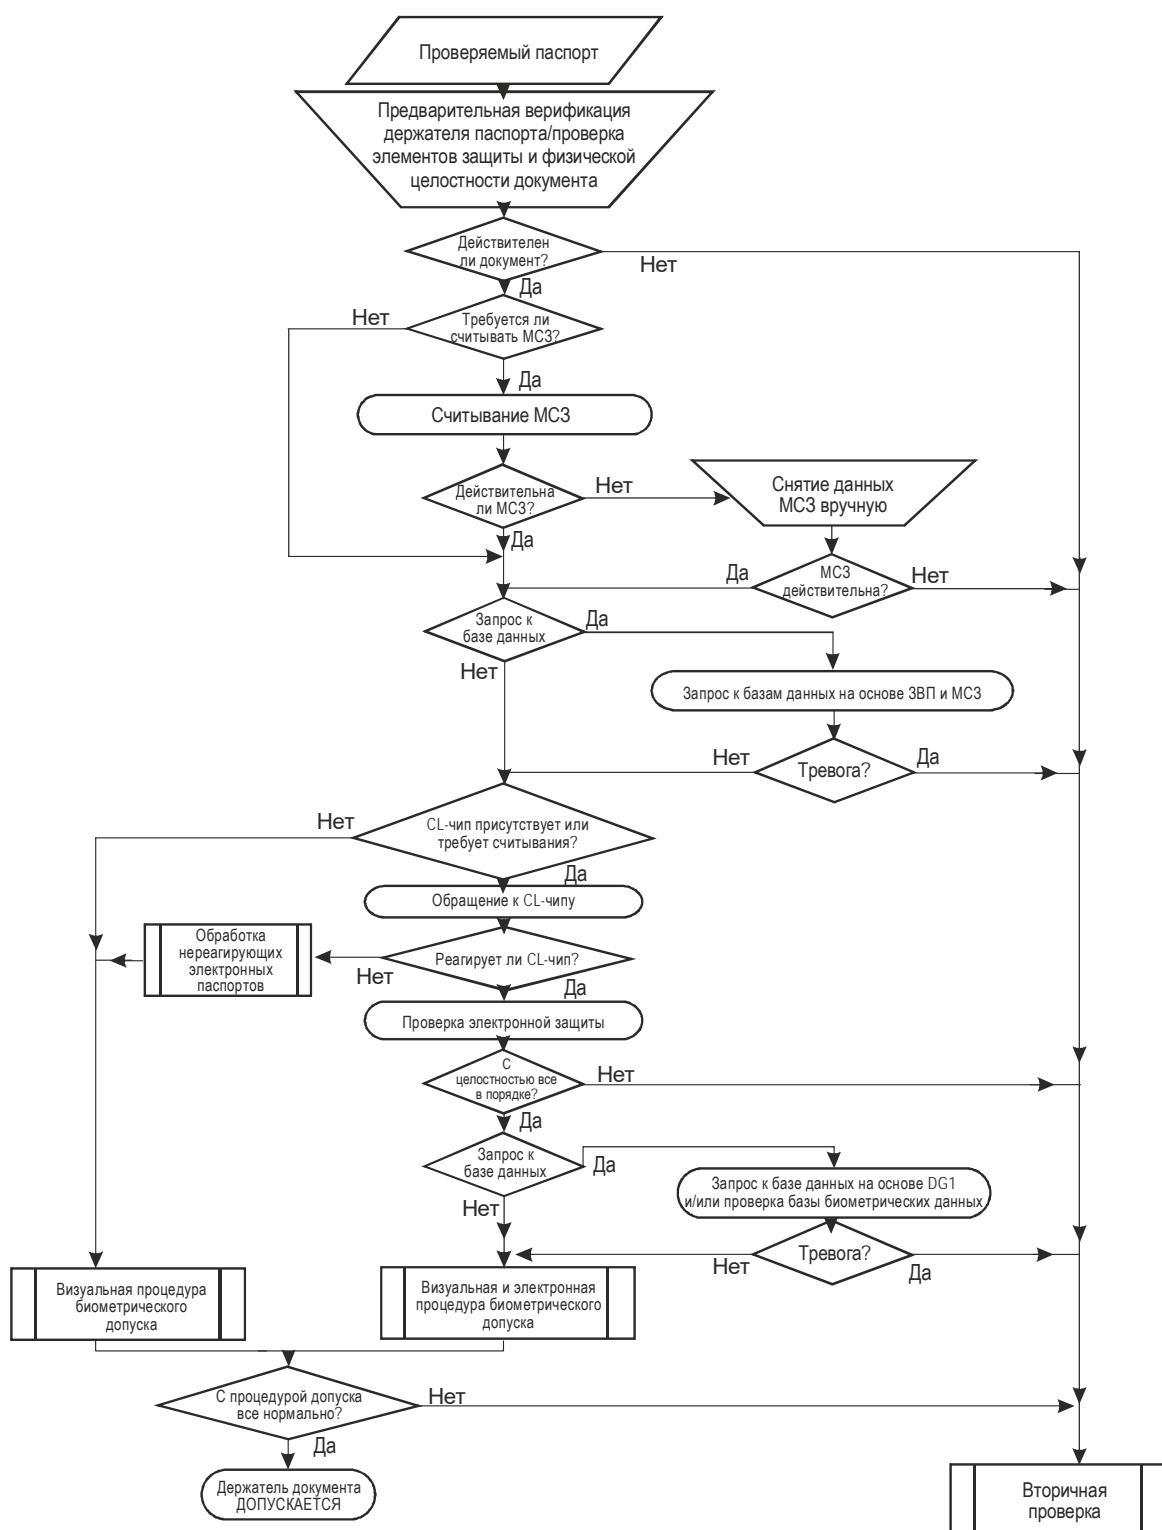 Проверяемый паспорт
Предварительная верификация
держателя паспорта/проверка
элементов защиты и физической
целостности документа
Действителен
ли документ?
Нет
Да
Нет
Требуется ли
считывать МСЗ?
Да
Считывание МСЗ
Действительна
ли МСЗ?
Нет
Снятие данных
МСЗ вручную
Да
Да
МСЗ
действительна?
Нет
Запрос к
базе данных
Да
Нет
Запрос к базам данных на основе ЗВП и МСЗ
Нет
Тревога?
Да
Нет
CL-чип присутствует или
требует считывания?
Да
Обращение к CL-чипу
Обработка
нереагирующих
электронных
паспортов
Реагирует ли CL-чип?
Нет
Да
Проверка электронной защиты
С
целостностью все
в порядке?
Нет
Да
Запрос к
базе данных
Да
Запрос к базе данных на основе DG1
и/или проверка базы биометрических данных
Нет
Тревога?
Нет
Да
Визуальная процедура
биометрического
допуска
Визуальная и электронная
процедура биометрического
допуска
С процедурой допуска
все нормально?
Нет
Да
Держатель документа
ДОПУСКАЕТСЯ
Вторичная
проверка